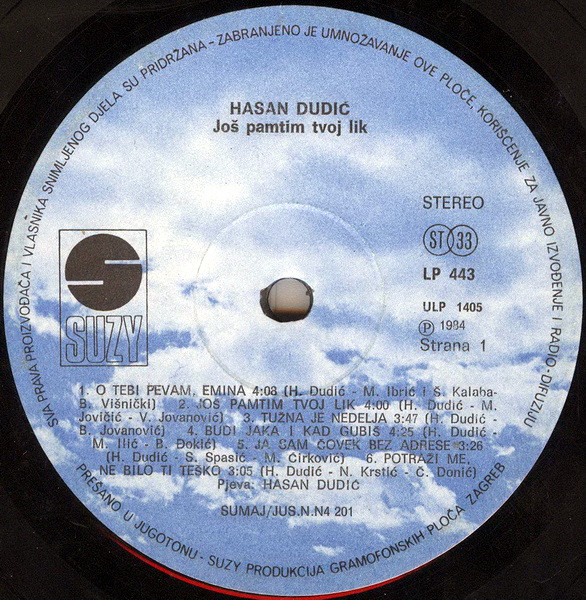 SVA PRAVA PROIZVOĐAČA I VLASNIKA SNIMLJENOG DJELA SU PRIDRŽANA - ZABRANJENO JE UMNOŽAVANJE OVE PLOČE, KORIŠĆENJE ZA JAVNO IZVOĐENJE I RADIO-DIFUZIJU
HASAN DUDIĆ
Još pamtim tvoj lik
STEREO
ST 33
LP 443
ULP 1405
Ⓟ 1984
Strana 1
S
SUZY
1. O TEBI PEVAM, EMINA 4:08 (H. Dudić - M. Ibrić i Š. Kalaba-
B. Višnički) 2. JOŠ PAMTIM TVOJ LIK 4:00 (H. Dudić - M.
Jovičić - V. Jovanović) 3. TUŽNA JE NEDELJA 3:47 (H. Dudić -
B. Jovanović) 4. BUDI JAKA I KAD GUBIŠ 4:25 (H. Dudić -
M. Ilić - B. Đokić) 5. JA SAM ČOVEK BEZ ADRESE 3:26
(H. Dudić - S. Spasić - M. Ćirković) 6. POTRAŽI ME,
NE BILO TI TEŠKO 3:05 (H. Dudić - N. Krstić - Č. Donić)
Pjeva: HASAN DUDIĆ
SUMAJ/JUS.N.N4 201
PREŠANO U JUGOTONU - SUZY PRODUKCIJA GRAMOFONSKIH PLOČA ZAGREB